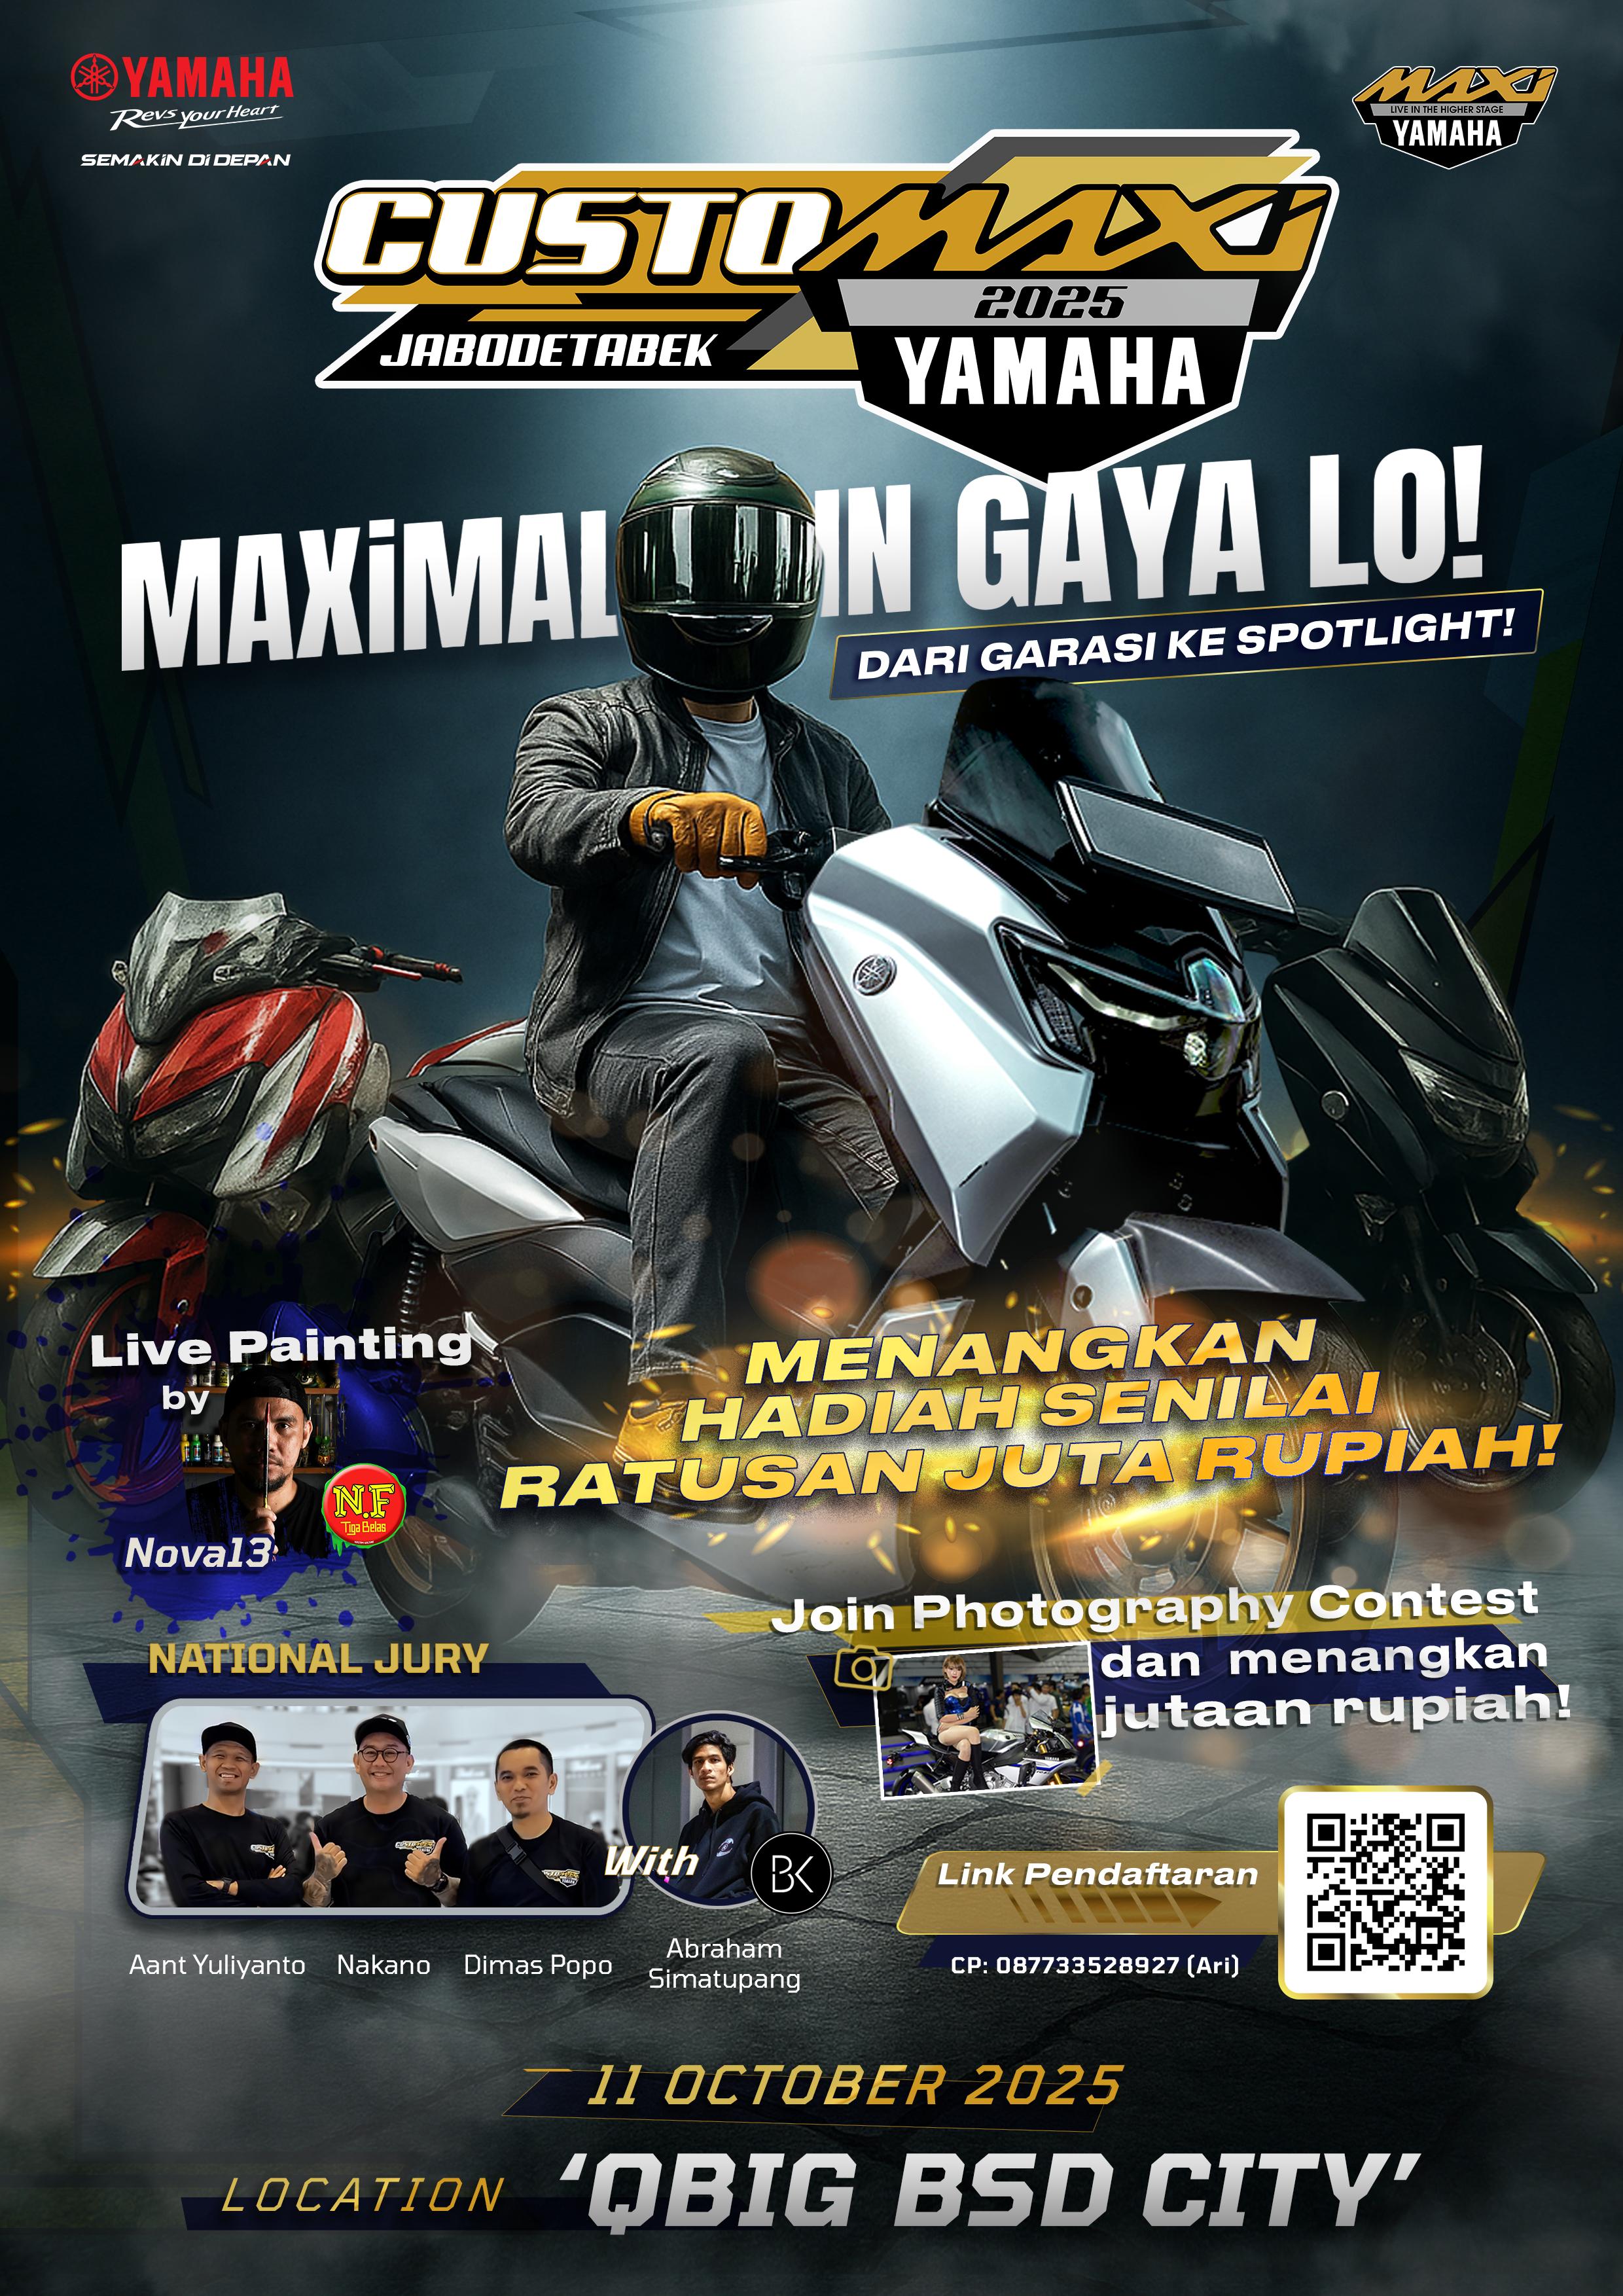 YAMAHA
Revs your Heart
SEMAKiN Di DEPAN
MAXi
LIVE IN THE HIGHER STAGE
YAMAHA
CUSTOMAXi
2025
JABODETABEK
YAMAHA
MAXiMALIN GAYA LO!
DARI GARASI KE SPOTLIGHT!
Live Painting
by
N.F
Tiga Belas
Nova13
MENANGKAN
HADIAH SENILAI
RATUSAN JUTA RUPIAH!
Join Photography Contest
dan menangkan
jutaan rupiah!
NATIONAL JURY
With
BK
Aant Yuliyanto
Nakano
Dimas Popo
Abraham
Simatupang
Link Pendaftaran
CP: 087733528927 (Ari)
11 OCTOBER 2025
LOCATION
'QBIG BSD CITY'